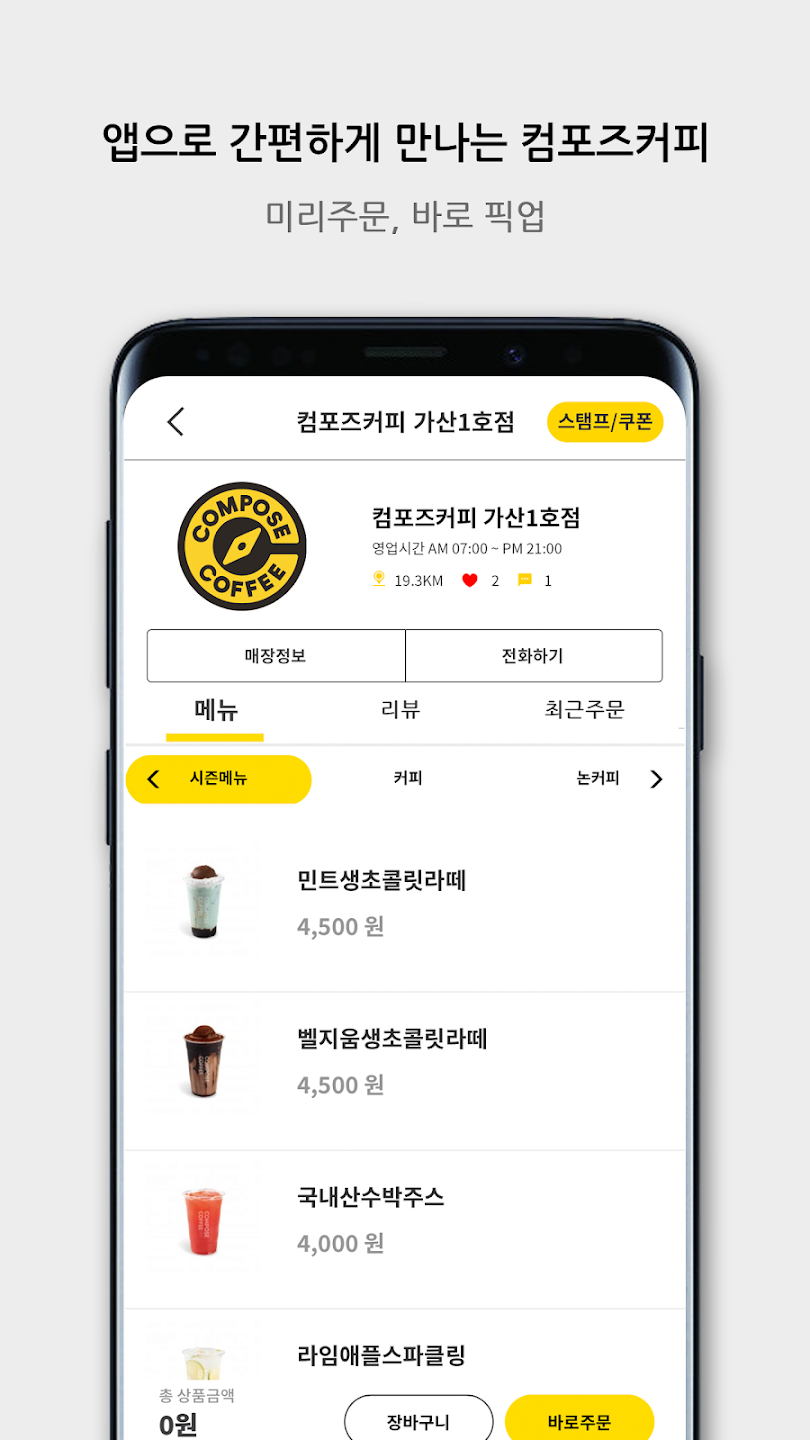 앱으로 간편하게 만나는 컴포즈커피
미리주문, 바로 픽업
컴포즈커피 가산1호점
스탬프/쿠폰
COMPOSE
COFFEE
컴포즈커피 가산1호점
영업시간 AM 07:00 ~ PM 21:00
19.3KM 2 1
매장정보 전화하기
메뉴 리뷰 최근주문
시즌메뉴 커피 논커피
민트생초콜릿라떼
4,500 원
벨지움생초콜릿라떼
4,500 원
COMPOSE
COFFEE
국내산수박주스
4,000 원
COMPOSE
COFFEE
라임애플스파클링
총 상품금액
0원
장바구니 바로주문